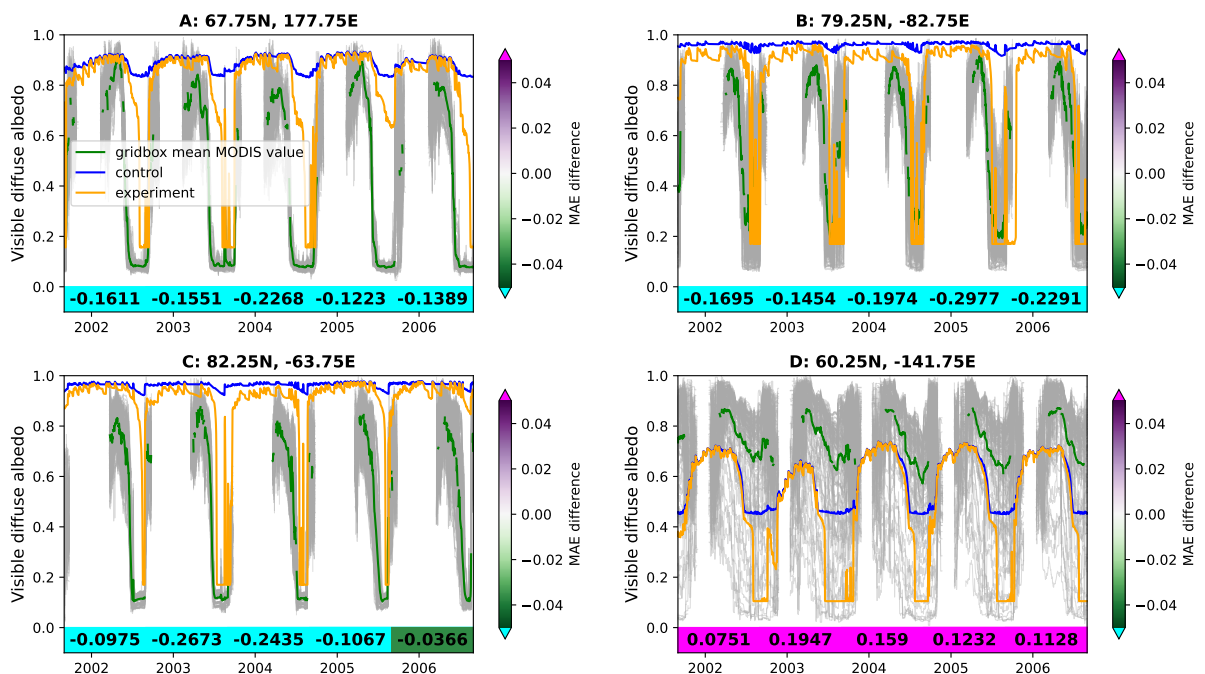 A: 67.75N, 177.75E
Visible diffuse albedo
1.0
0.8
0.6
0.4
0.2
0.0
gridbox mean MODIS value
control
experiment
-0.1611 -0.1551 -0.2268 -0.1223 -0.1389
2002 2003 2004 2005 2006
0.04
0.02
0.00
−0.02
−0.04
MAE difference
B: 79.25N, -82.75E
Visible diffuse albedo
1.0
0.8
0.6
0.4
0.2
0.0
-0.1695 -0.1454 -0.1974 -0.2977 -0.2291
2002 2003 2004 2005 2006
0.04
0.02
0.00
−0.02
−0.04
MAE difference
C: 82.25N, -63.75E
Visible diffuse albedo
1.0
0.8
0.6
0.4
0.2
0.0
-0.0975 -0.2673 -0.2435 -0.1067 -0.0366
2002 2003 2004 2005 2006
0.04
0.02
0.00
−0.02
−0.04
MAE difference
D: 60.25N, -141.75E
Visible diffuse albedo
1.0
0.8
0.6
0.4
0.2
0.0
0.0751 0.1947 0.159 0.1232 0.1128
2002 2003 2004 2005 2006
0.04
0.02
0.00
−0.02
−0.04
MAE difference